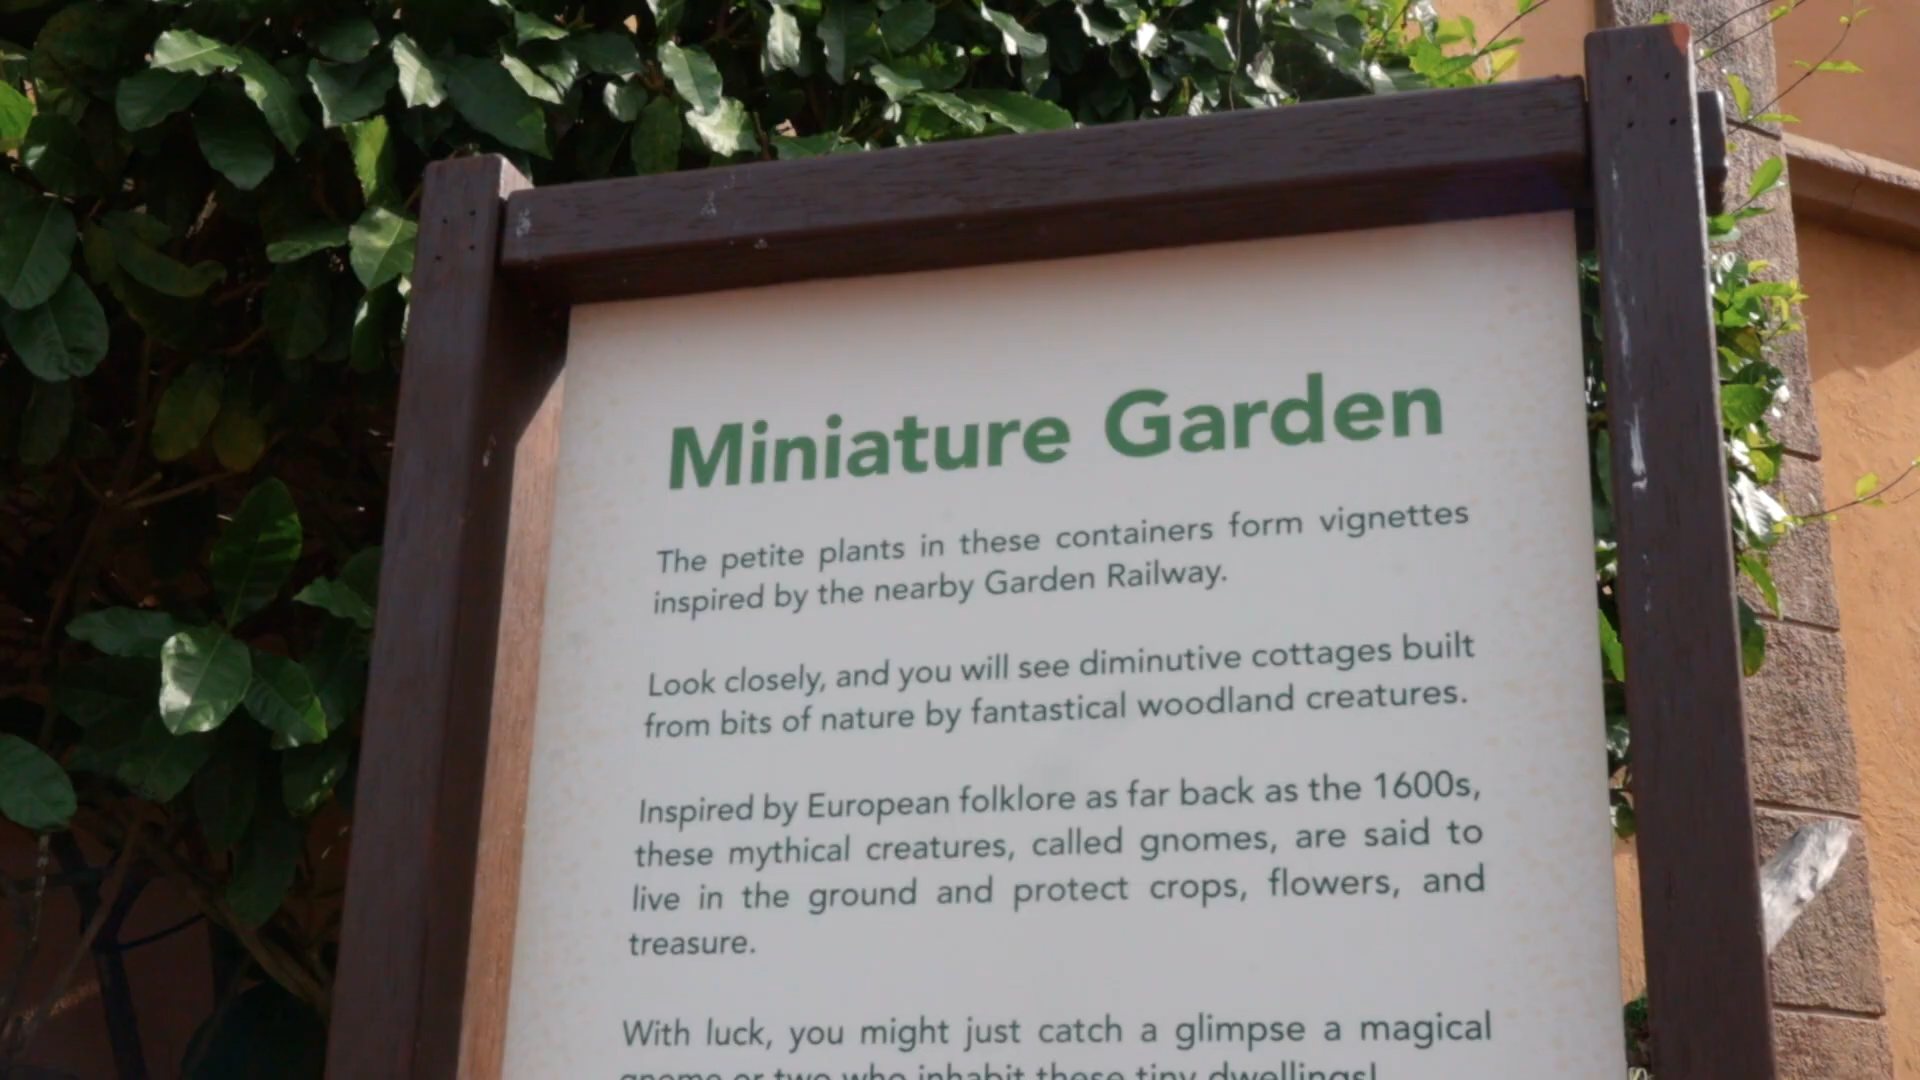 Miniature Garden
The petite plants in these containers form vignettes
inspired by the nearby Garden Railway.
Look closely, and you will see diminutive cottages built
from bits of nature by fantastical woodland creatures.
Inspired by European folklore as far back as the 1600s,
these mythical creatures, called gnomes, are said to
live in the ground and protect crops, flowers, and
treasure.
With luck, you might just catch a glimpse a magical
gnome or two who inhabit these tiny dwellings!